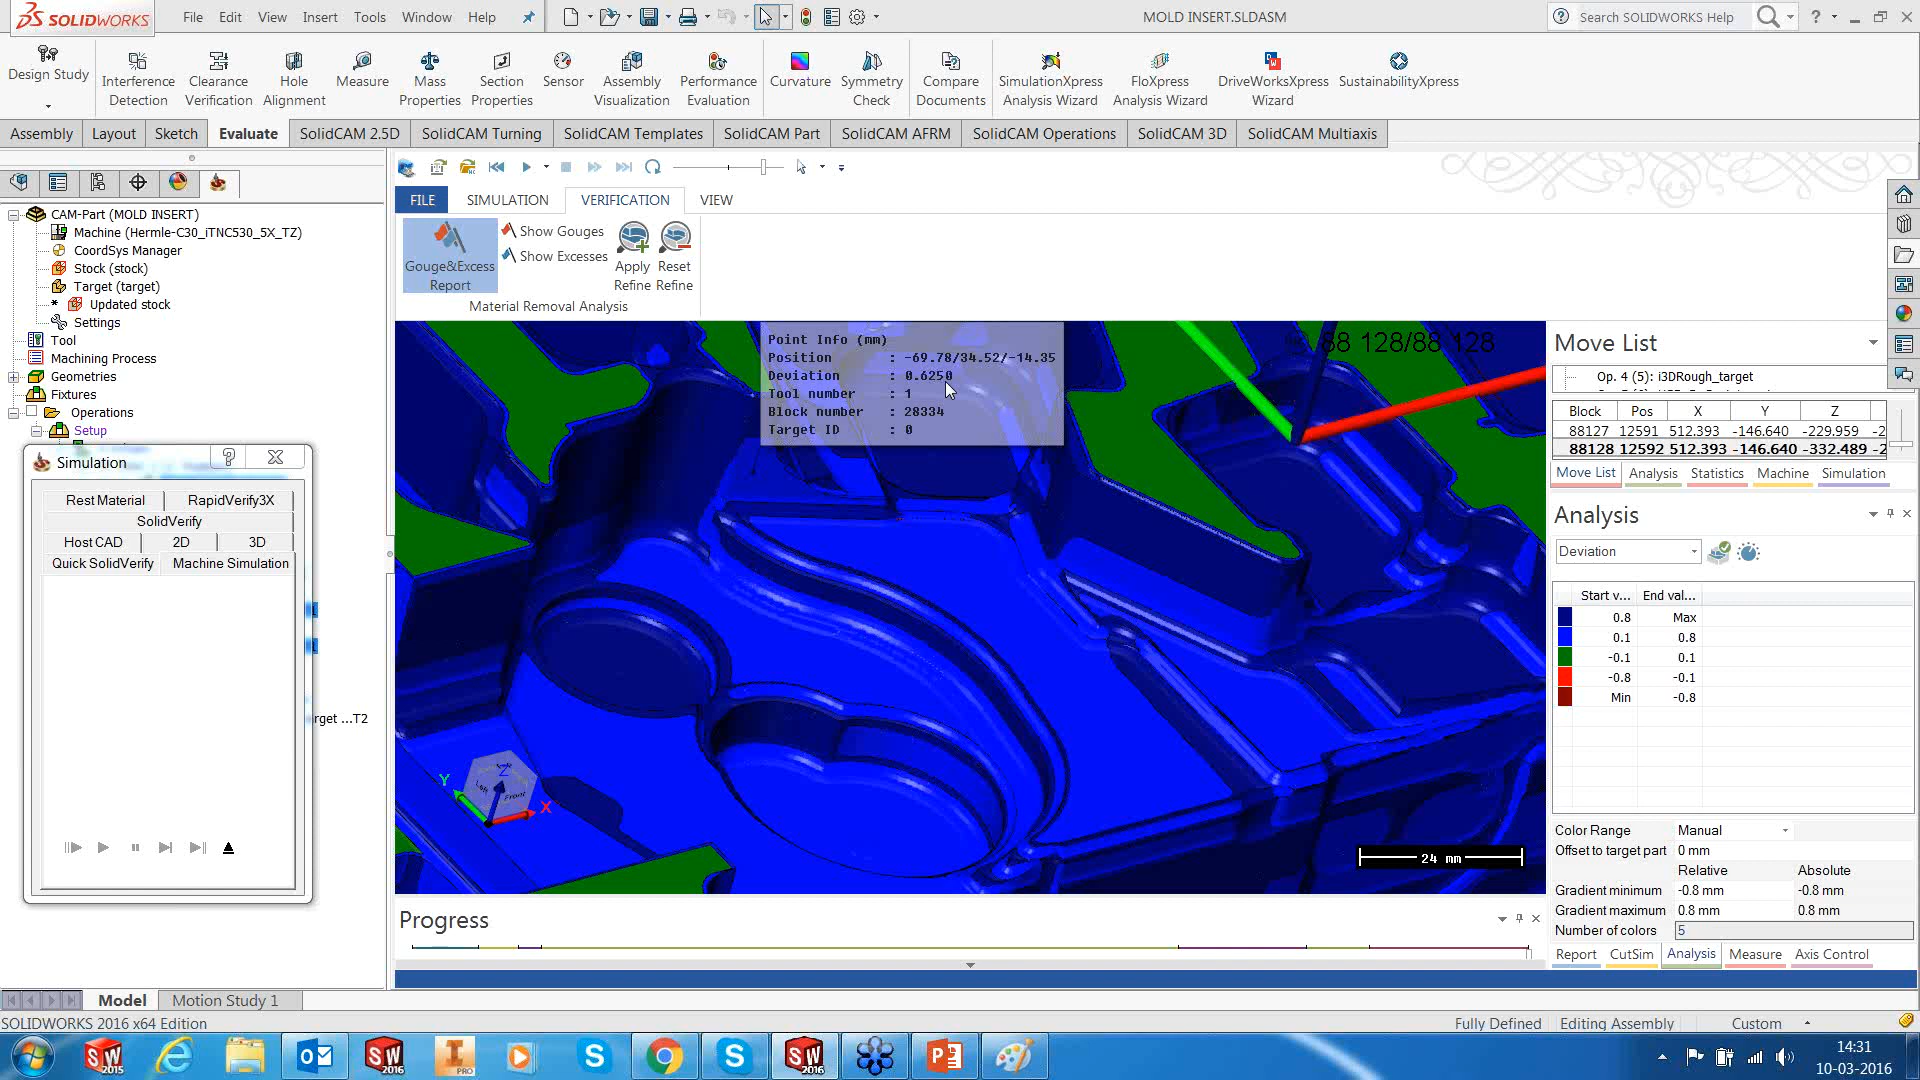 SOLIDWORKS
File Edit View Insert Tools Window Help
MOLD INSERT.SLDASM
Search SOLIDWORKS Help
Design Study
Interference Detection
Clearance Verification
Hole Alignment
Measure
Mass Properties
Section Properties
Sensor
Assembly Visualization
Performance Evaluation
Curvature
Symmetry Check
Compare Documents
SimulationXpress Analysis Wizard
FloXpress Analysis Wizard
DriveWorksXpress Wizard
SustainabilityXpress
Assembly Layout Sketch Evaluate SolidCAM 2.5D SolidCAM Turning SolidCAM Templates SolidCAM Part SolidCAM AFRM SolidCAM Operations SolidCAM 3D SolidCAM Multiaxis
CAM-Part (MOLD INSERT)
Machine (Hermle-C30_iTNC530_5X_TZ)
CoordSys Manager
Stock (stock)
Target (target)
* Updated stock
Settings
Tool
Machining Process
Geometries
Fixtures
Operations
Setup
Simulation
Rest Material RapidVerify3X
SolidVerify
Host CAD 2D 3D
Quick SolidVerify Machine Simulation
rget ...T2
FILE SIMULATION VERIFICATION VIEW
Gouge&Excess Report
Show Gouges
Show Excesses
Apply Refine
Reset Refine
Material Removal Analysis
Point Info (mm)
Position : -69.78/34.52/-14.35
Deviation : 0.6250
Tool number : 1
Block number : 28334
Target ID : 0
88 128/88 128
Y Z X
Left Front
24 mm
Progress
Move List
Op. 4 (5): i3DRough_target
Block Pos X Y Z
88127 12591 512.393 -146.640 -229.959 -2
88128 12592 512.393 -146.640 -332.489 -2
Move List Analysis Statistics Machine Simulation
Analysis
Deviation
Start v... End val...
0.8 Max
0.1 0.8
-0.1 0.1
-0.8 -0.1
Min -0.8
Color Range Manual
Offset to target part 0 mm
Relative Absolute
Gradient minimum -0.8 mm -0.8 mm
Gradient maximum 0.8 mm 0.8 mm
Number of colors 5
Report CutSim Analysis Measure Axis Control
Model Motion Study 1
SOLIDWORKS 2016 x64 Edition
Fully Defined Editing Assembly Custom
SW 2015
SW 2016
PRO
SW 2016
14:31
10-03-2016